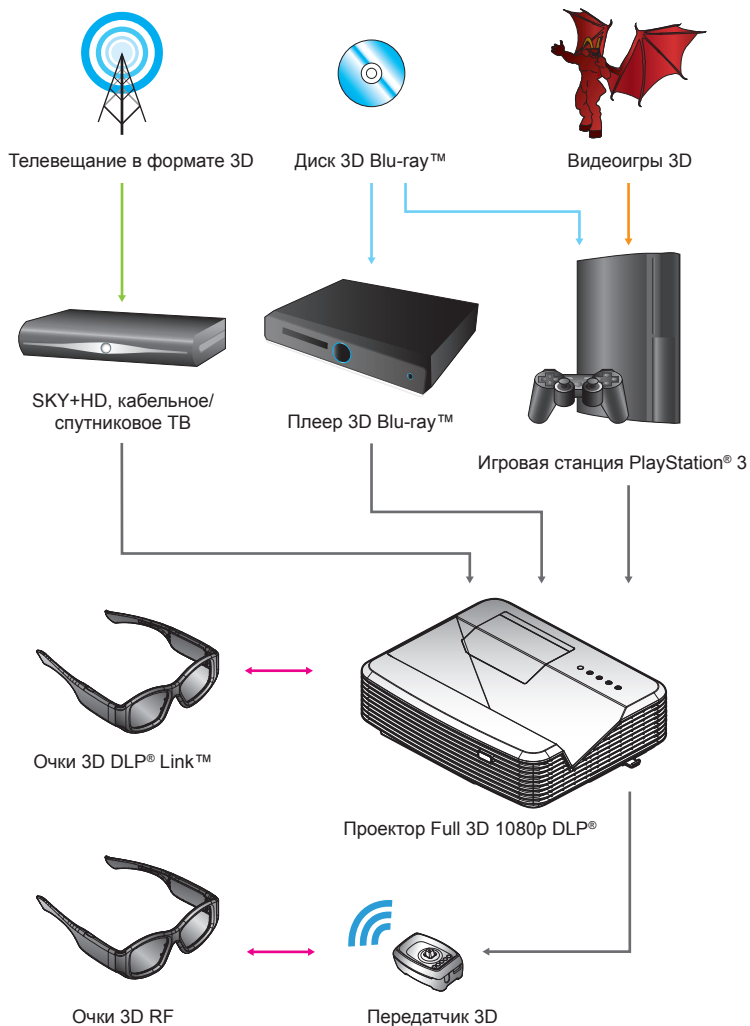 Телевещание в формате 3D
Диск 3D Blu-ray™
Видеоигры 3D
SKY+HD, кабельное/
спутниковое ТВ
Плеер 3D Blu-ray™
Игровая станция PlayStation® 3
Очки 3D DLP® Link™
Проектор Full 3D 1080p DLP®
Очки 3D RF
Передатчик 3D